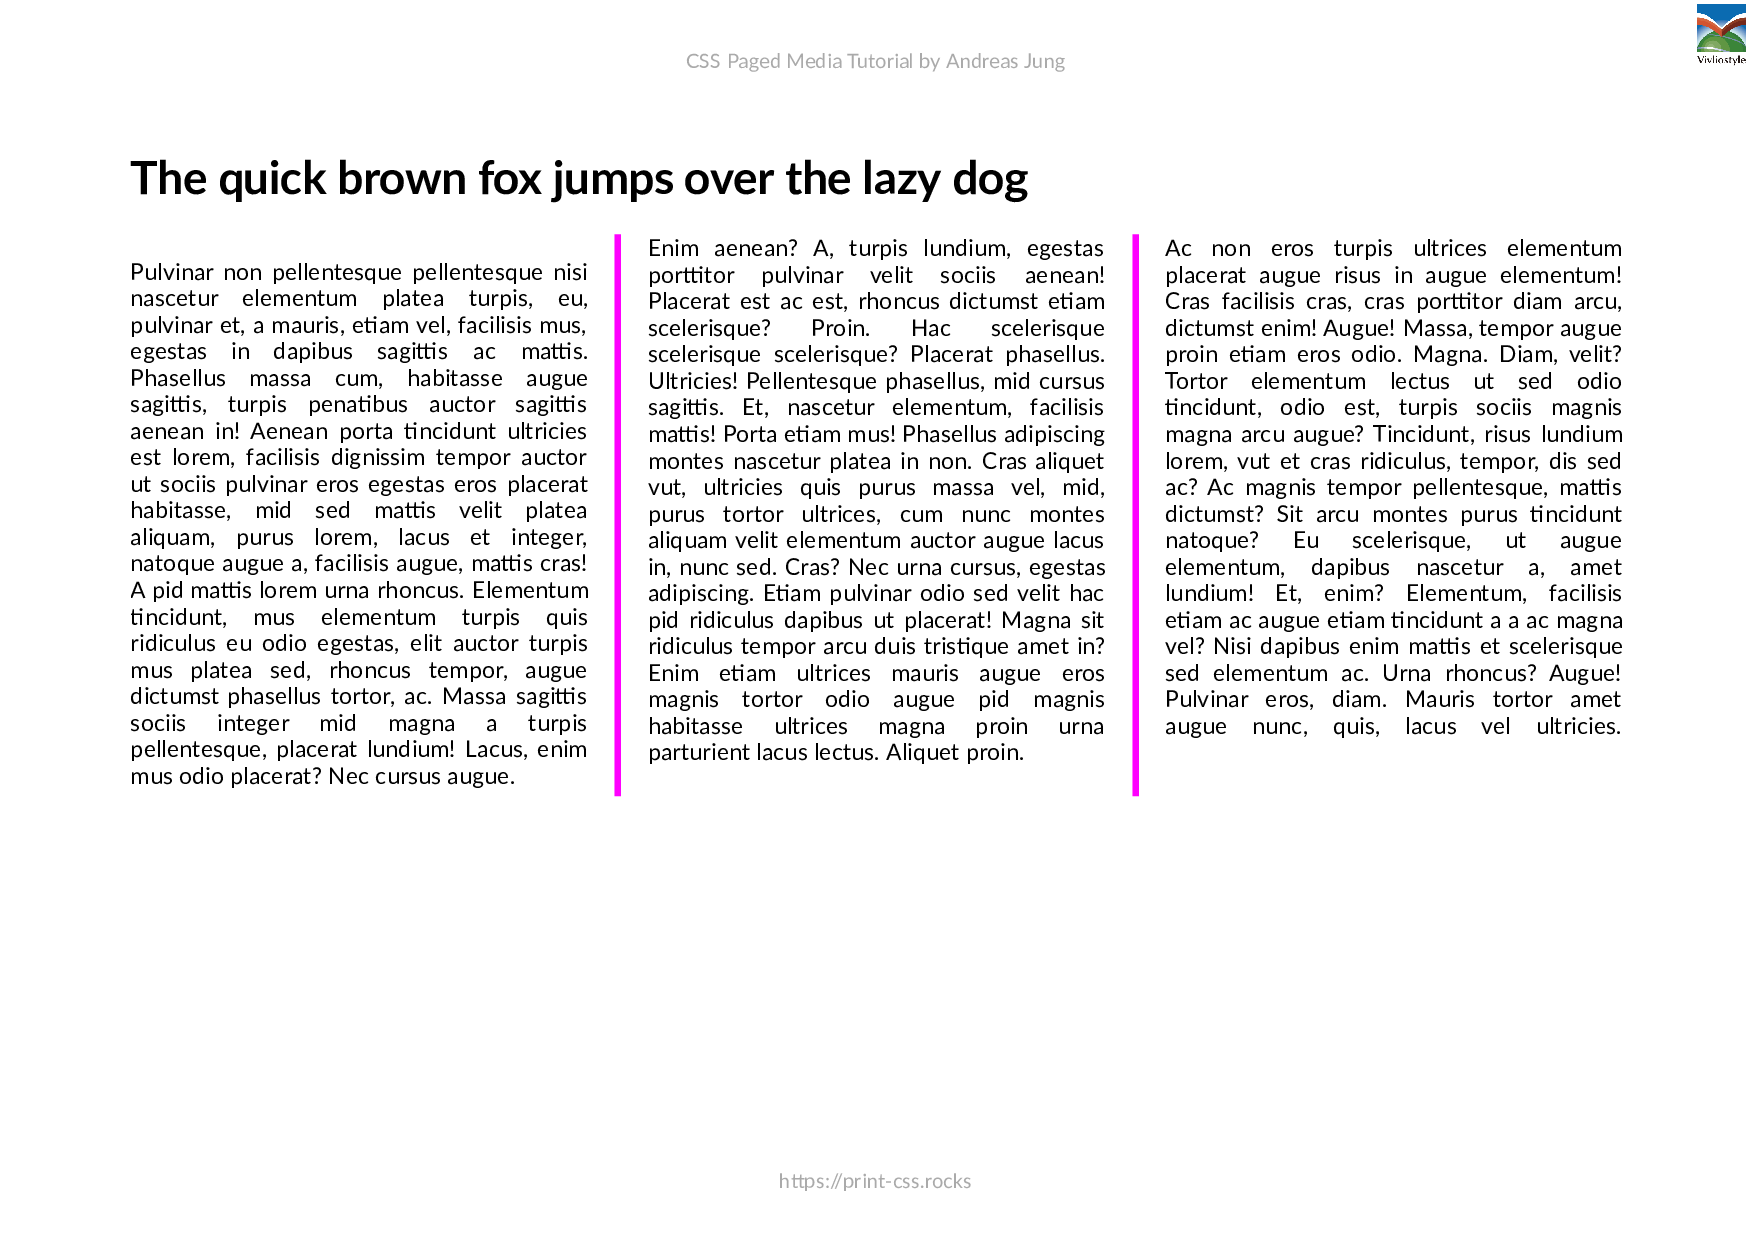 CSS Paged Media Tutorial by Andreas Jung
Vivliostyle
The quick brown fox jumps over the lazy dog
Pulvinar non pellentesque pellentesque nisi
nascetur elementum platea turpis, eu,
pulvinar et, a mauris, etiam vel, facilisis mus,
egestas in dapibus sagittis ac mattis.
Phasellus massa cum, habitasse augue
sagittis, turpis penatibus auctor sagittis
aenean in! Aenean porta tincidunt ultricies
est lorem, facilisis dignissim tempor auctor
ut sociis pulvinar eros egestas eros placerat
habitasse, mid sed mattis velit platea
aliquam, purus lorem, lacus et integer,
natoque augue a, facilisis augue, mattis cras!
A pid mattis lorem urna rhoncus. Elementum
tincidunt, mus elementum turpis quis
ridiculus eu odio egestas, elit auctor turpis
mus platea sed, rhoncus tempor, augue
dictumst phasellus tortor, ac. Massa sagittis
sociis integer mid magna a turpis
pellentesque, placerat lundium! Lacus, enim
mus odio placerat? Nec cursus augue.
Enim aenean? A, turpis lundium, egestas
porttitor pulvinar velit sociis aenean!
Placerat est ac est, rhoncus dictumst etiam
scelerisque? Proin. Hac scelerisque
scelerisque scelerisque? Placerat phasellus.
Ultricies! Pellentesque phasellus, mid cursus
sagittis. Et, nascetur elementum, facilisis
mattis! Porta etiam mus! Phasellus adipiscing
montes nascetur platea in non. Cras aliquet
vut, ultricies quis purus massa vel, mid,
purus tortor ultrices, cum nunc montes
aliquam velit elementum auctor augue lacus
in, nunc sed. Cras? Nec urna cursus, egestas
adipiscing. Etiam pulvinar odio sed velit hac
pid ridiculus dapibus ut placerat! Magna sit
ridiculus tempor arcu duis tristique amet in?
Enim etiam ultrices mauris augue eros
magnis tortor odio augue pid magnis
habitasse ultrices magna proin urna
parturient lacus lectus. Aliquet proin.
Ac non eros turpis ultrices elementum
placerat augue risus in augue elementum!
Cras facilisis cras, cras porttitor diam arcu,
dictumst enim! Augue! Massa, tempor augue
proin etiam eros odio. Magna. Diam, velit?
Tortor elementum lectus ut sed odio
tincidunt, odio est, turpis sociis magnis
magna arcu augue? Tincidunt, risus lundium
lorem, vut et cras ridiculus, tempor, dis sed
ac? Ac magnis tempor pellentesque, mattis
dictumst? Sit arcu montes purus tincidunt
natoque? Eu scelerisque, ut augue
elementum, dapibus nascetur a, amet
lundium! Et, enim? Elementum, facilisis
etiam ac augue etiam tincidunt a a ac magna
vel? Nisi dapibus enim mattis et scelerisque
sed elementum ac. Urna rhoncus? Augue!
Pulvinar eros, diam. Mauris tortor amet
augue nunc, quis, lacus vel ultricies.
https://print-css.rocks